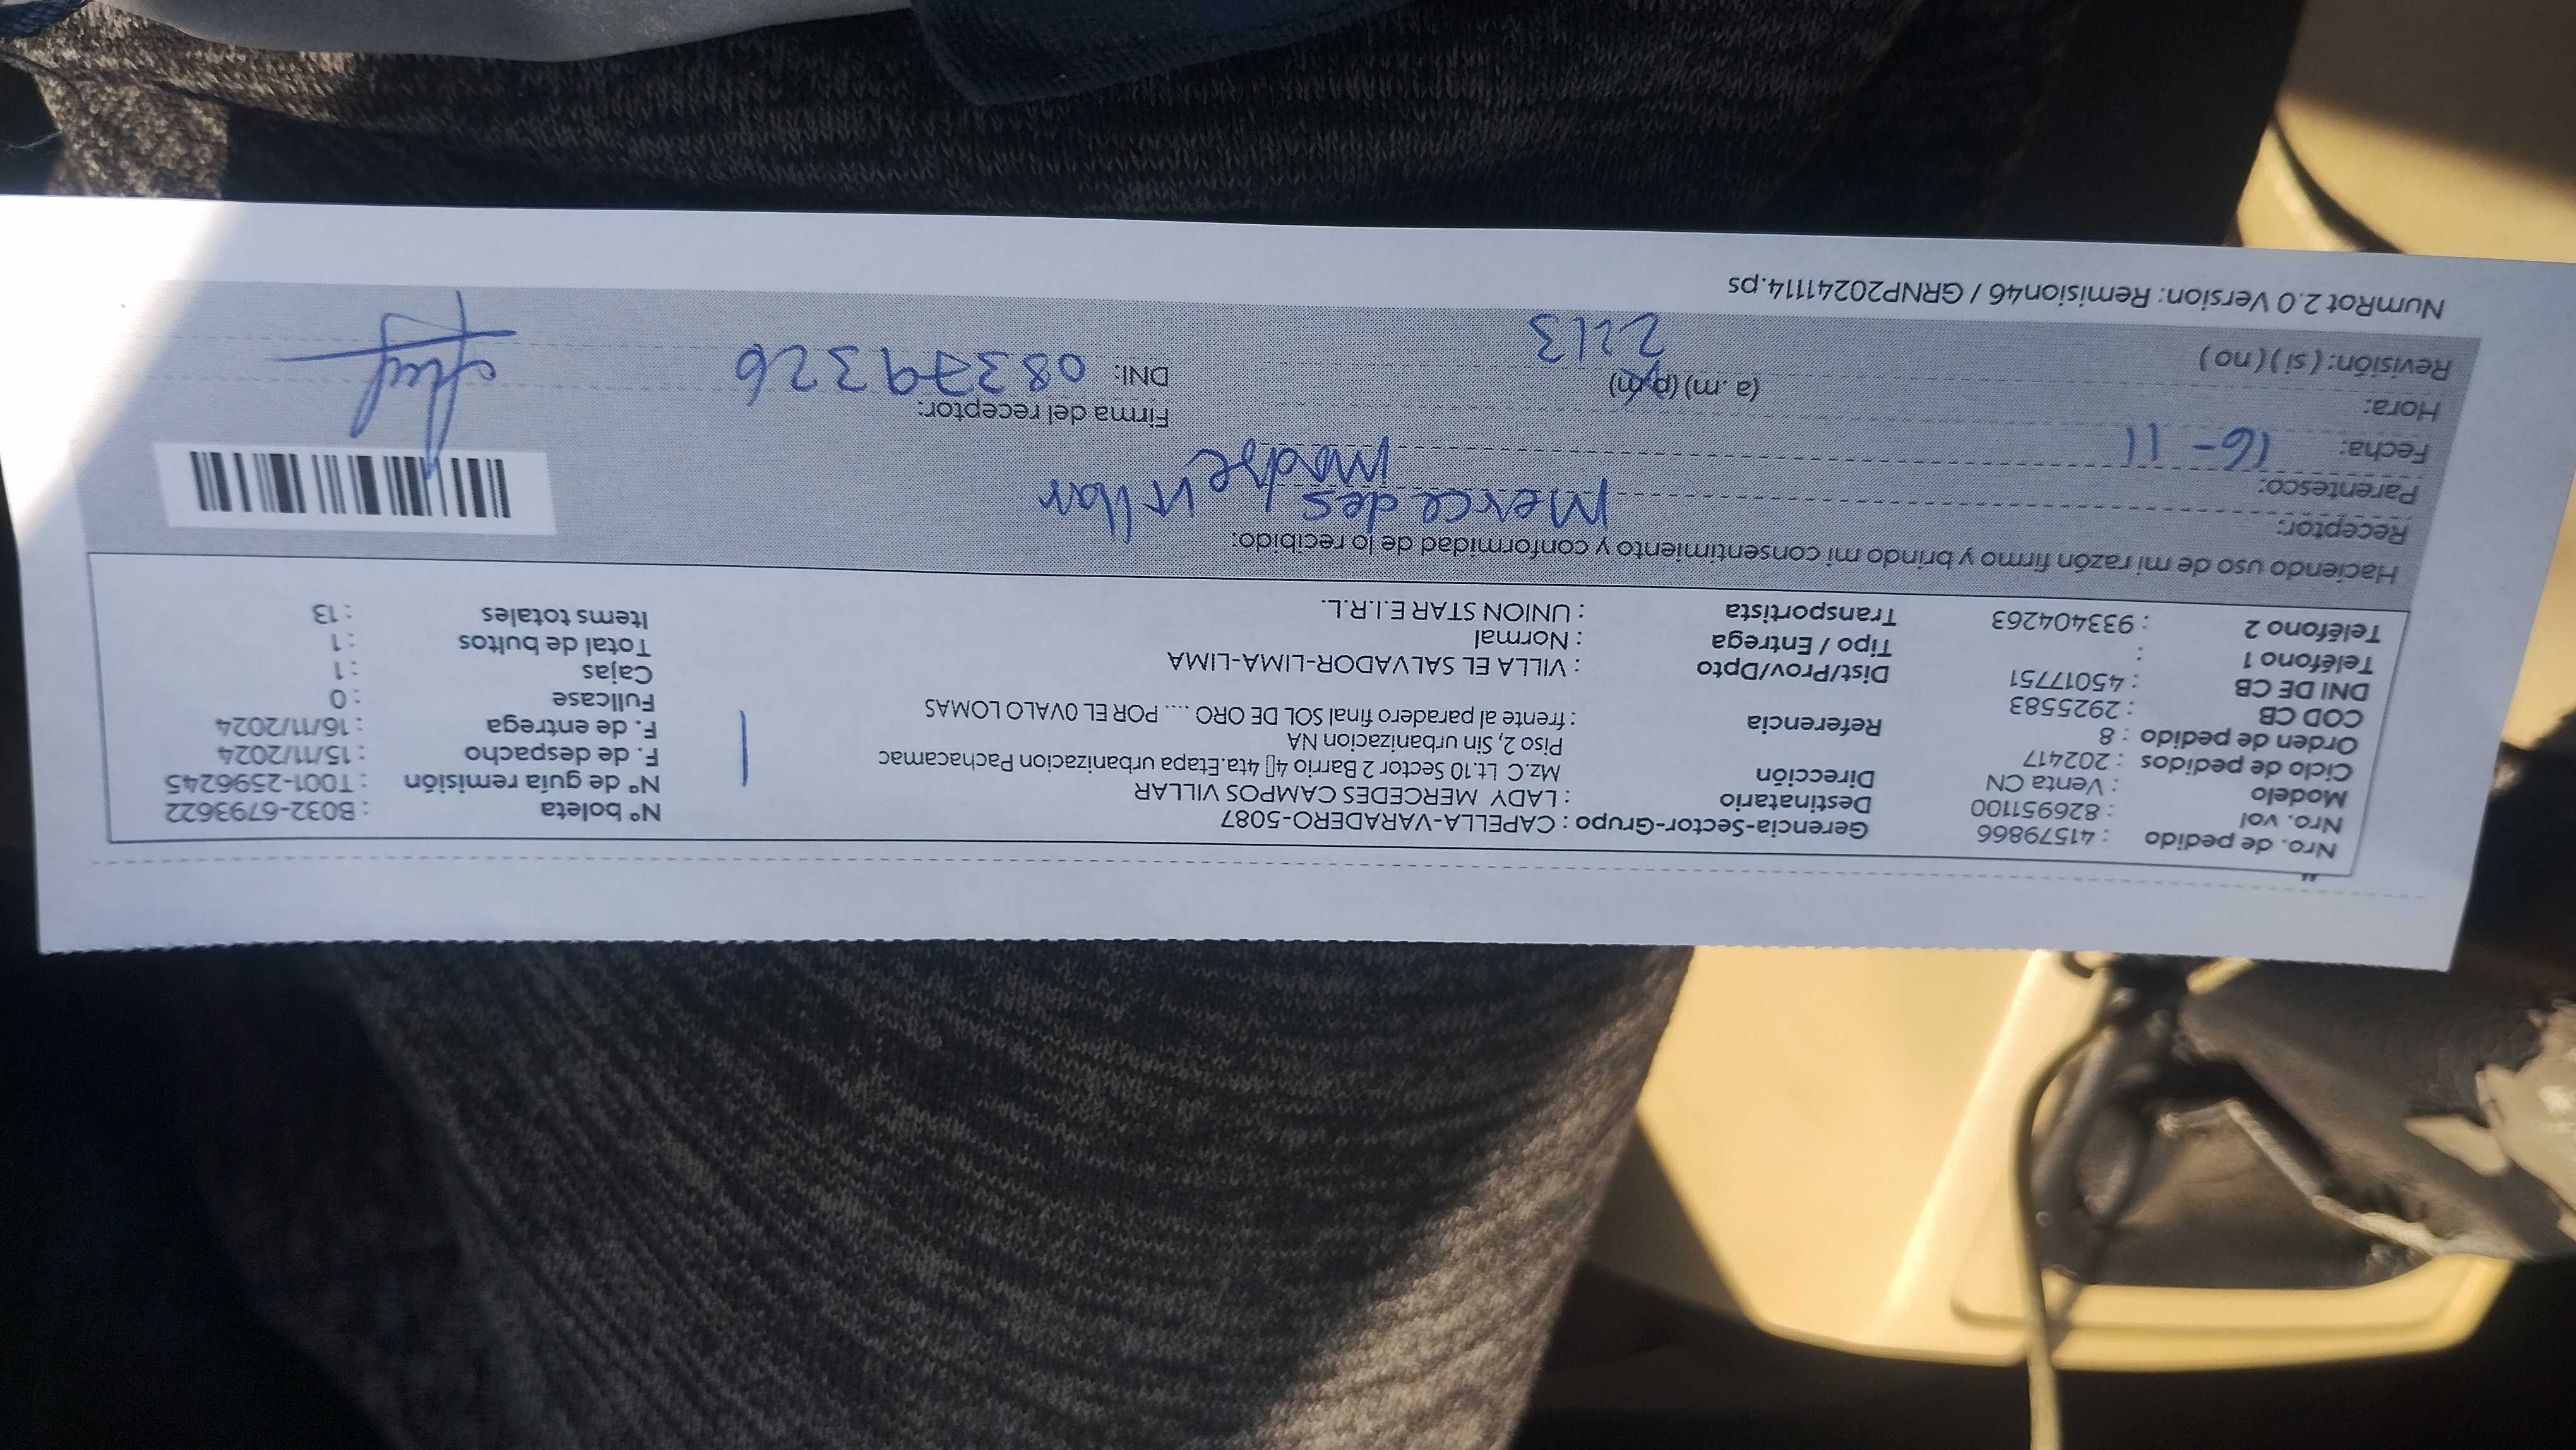 Nro. de pedido : 41579866
Nro. vol : 826951100
Modelo : Venta CN
Ciclo de pedidos : 202417
Orden de pedido : 8
COD CB : 2925583
DNI DE CB : 45017751
Teléfono 1 :
Teléfono 2 : 933404263
Gerencia-Sector-Grupo : CAPELLA-VARADERO-5087
Destinatario : LADY MERCEDES CAMPOS VILLAR
Dirección Mz.C Lt.10 Sector 2 Barrio 4 4ta.Etapa urbanizacion Pachacamac
Piso 2, Sin urbanizacion NA
Referencia : frente al paradero final SOL DE ORO .... POR EL 0VALO LOMAS
Dist/Prov/Dpto : VILLA EL SALVADOR-LIMA-LIMA
Tipo / Entrega : Normal
Transportista : UNION STAR E.I.R.L.
Nº boleta : B032-6793622
Nº de guía remisión : T001-2596245
F. de despacho : 15/11/2024
F. de entrega : 16/11/2024
Fullcase : 0
Cajas : 1
Total de bultos : 1
Items totales : 13
Haciendo uso de mi razón firmo y brindo mi consentimiento y conformidad de lo recibido:
Receptor: Mercedes Villar
Parentesco: madre
Fecha: 16-11
Hora: (a. m) (p.m)
Revisión: ( si ) ( no )
2213
Firma del receptor:
DNI: 08379326
NumRot 2.0 Version: Remision46 / GRNP20241114.ps